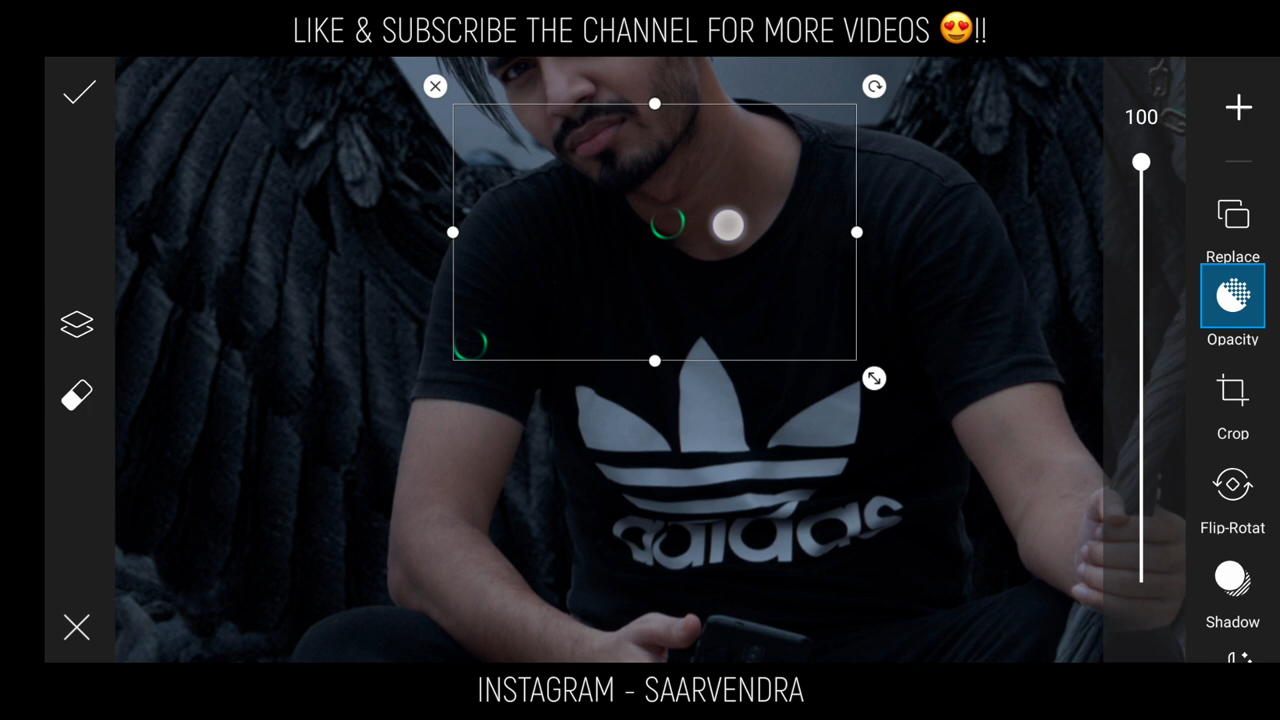 LIKE & SUBSCRIBE THE CHANNEL FOR MORE VIDEOS 😍!!
100
Replace
Opacity
Crop
Flip-Rotat
Shadow
adidas
INSTAGRAM - SAARVENDRA